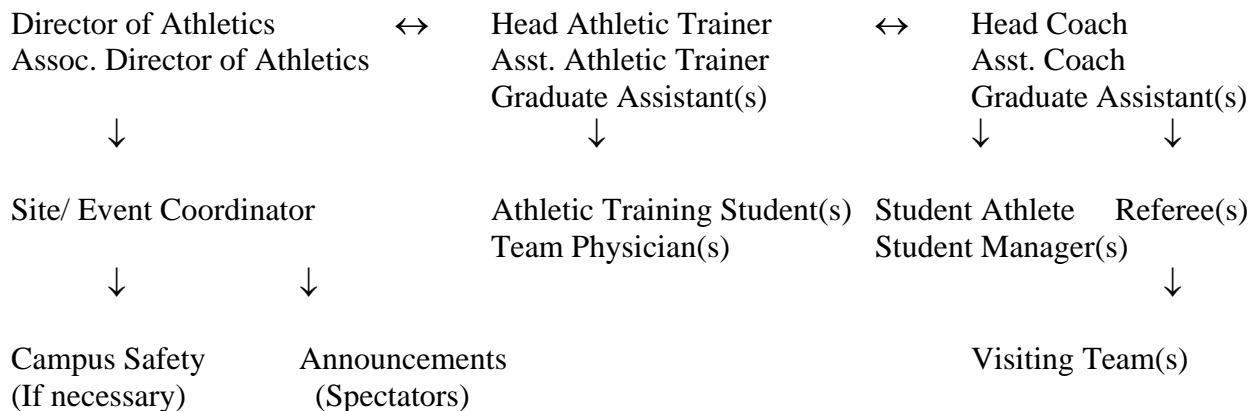 Director of Athletics ↔ Head Athletic Trainer ↔ Head Coach
Assoc. Director of Athletics Asst. Athletic Trainer Asst. Coach
Graduate Assistant(s) Graduate Assistant(s)
↓ ↓ ↓ ↓
Site/ Event Coordinator Athletic Training Student(s) Student Athlete Referee(s)
Team Physician(s) Student Manager(s)
↓ ↓ ↓
Campus Safety Announcements Visiting Team(s)
(If necessary) (Spectators)